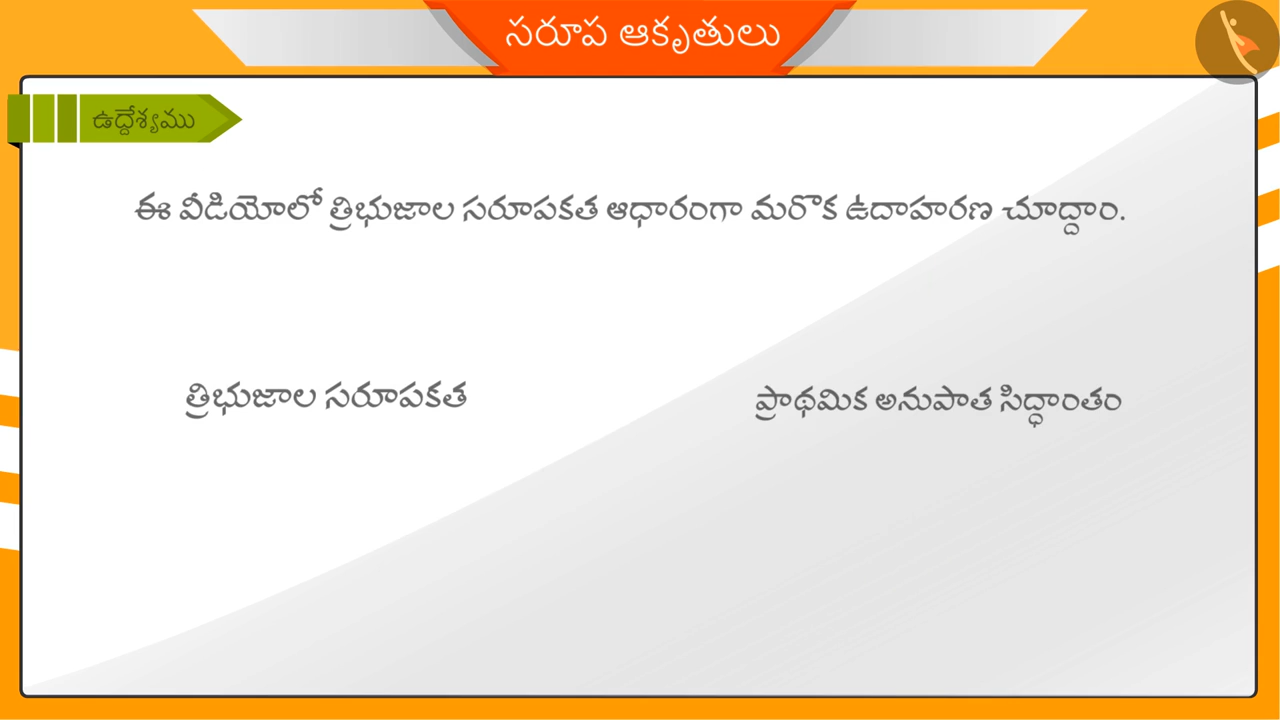 సరూప ఆకృతులు
ఉద్దేశ్యము
ఈ వీడియోలో త్రిభుజాల సరూపకత ఆధారంగా మరొక ఉదాహరణ చూద్దాం.
త్రిభుజాల సరూపకత
ప్రాథమిక అనుపాత సిద్ధాంతం